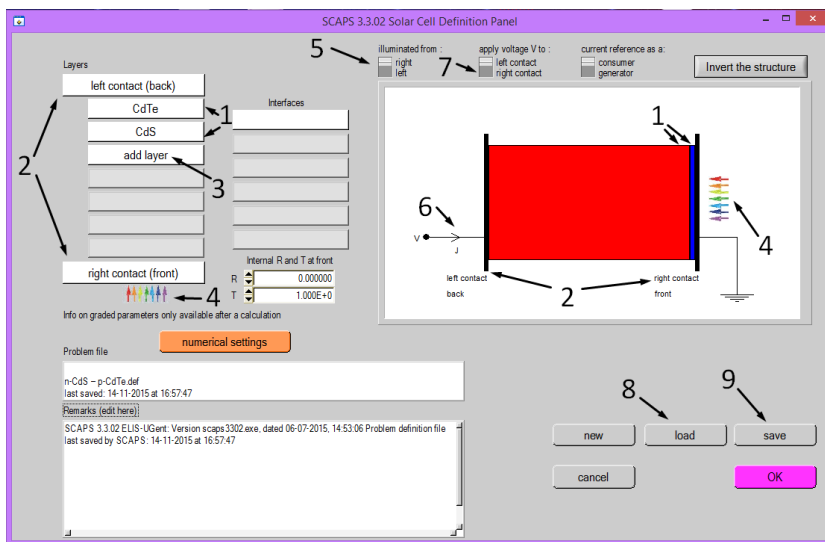 SCAPS 3.3.02 Solar Cell Definition Panel
5
illuminated from :
right
left
7
apply voltage V to :
left contact
right contact
current reference as a:
consumer
generator
Invert the structure
Layers
left contact (back)
CdTe
CdS
1
add layer
3
2
right contact (front)
4
Interfaces
Internal R and T at front
R
0.000000
T
1.000E+0
Info on graded parameters only available after a calculation
1
6
V
J
4
left contact
back
2
right contact
front
numerical settings
Problem file
n-CdS – p-CdTe.def
last saved: 14-11-2015 at 16:57:47
Remarks (edit here)
SCAPS 3.3.02 ELIS-UGent: Version scaps3302.exe, dated 06-07-2015, 14:53:06 Problem definition file
last saved by SCAPS: 14-11-2015 at 16:57:47
8
9
new
load
save
cancel
OK